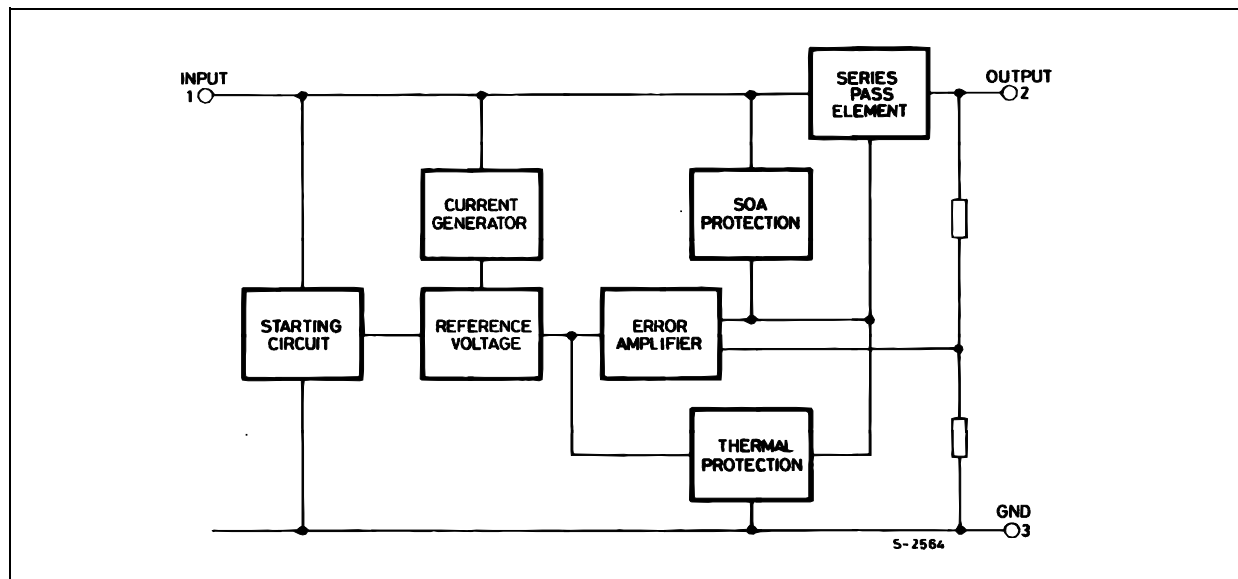 INPUT
1
SERIES
PASS
ELEMENT
OUTPUT
2
CURRENT
GENERATOR
SOA
PROTECTION
STARTING
CIRCUIT
REFERENCE
VOLTAGE
ERROR
AMPLIFIER
THERMAL
PROTECTION
GND
3
S-2564